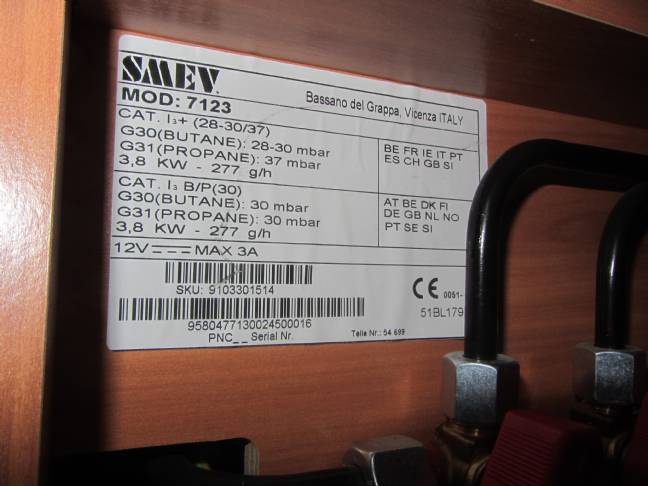 SMEV
Bassano del Grappa, Vicenza ITALY
MOD: 7123
CAT. I₃+ (28-30/37)
G30(BUTANE): 28-30 mbar
G31(PROPANE): 37 mbar
3,8 KW - 277 g/h
BE FR IE IT PT
ES CH GB SI
CAT. I₃ B/P(30)
G30(BUTANE): 30 mbar
G31(PROPANE): 30 mbar
3,8 KW - 277 g/h
AT BE DK FI
DE GB NL NO
PT SE SI
12V⎓ MAX 3A
SKU: 9103301514
CE 0051-
51BL179
9580477130024500016
PNC__ Serial Nr.
Teile Nr.: 54 699